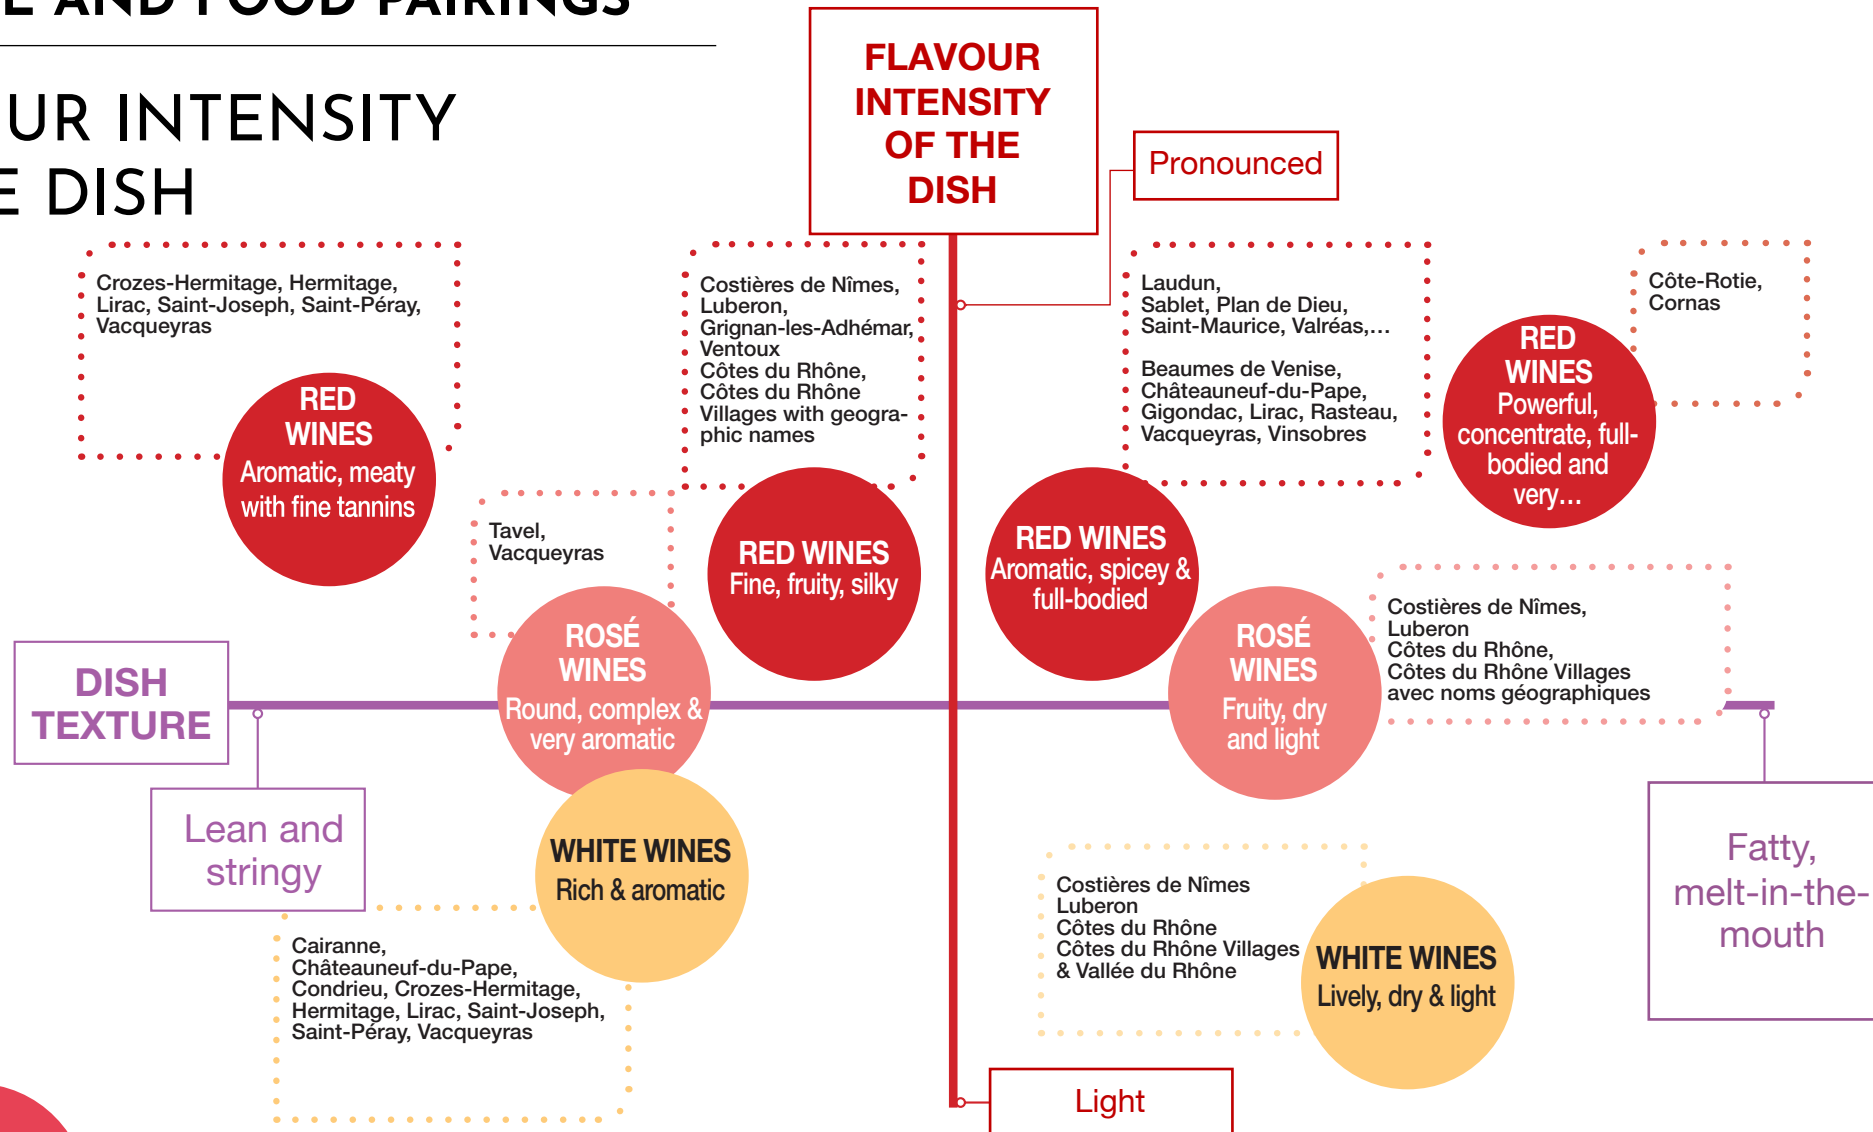 E AND FOOD PAIRINGS
UR INTENSITY
E DISH
FLAVOUR
INTENSITY
OF THE
DISH
Pronounced
Crozes-Hermitage, Hermitage,
Lirac, Saint-Joseph, Saint-Péray,
Vacqueyras
RED
WINES
Aromatic, meaty
with fine tannins
Costières de Nîmes,
Luberon,
Grignan-les-Adhémar,
Ventoux
Côtes du Rhône,
Côtes du Rhône
Villages with geogra-
phic names
RED WINES
Fine, fruity, silky
Laudun,
Sablet, Plan de Dieu,
Saint-Maurice, Valréas,...
Beaumes de Venise,
Châteauneuf-du-Pape,
Gigondac, Lirac, Rasteau,
Vacqueyras, Vinsobres
RED WINES
Aromatic, spicey &
full-bodied
Côte-Rotie,
Cornas
RED
WINES
Powerful,
concentrate, full-
bodied and
very...
Tavel,
Vacqueyras
ROSÉ
WINES
Round, complex &
very aromatic
ROSÉ
WINES
Fruity, dry
and light
Costières de Nîmes,
Luberon
Côtes du Rhône,
Côtes du Rhône Villages
avec noms géographiques
DISH
TEXTURE
Lean and
stringy
Fatty,
melt-in-the-
mouth
WHITE WINES
Rich & aromatic
Cairanne,
Châteauneuf-du-Pape,
Condrieu, Crozes-Hermitage,
Hermitage, Lirac, Saint-Joseph,
Saint-Péray, Vacqueyras
Costières de Nîmes
Luberon
Côtes du Rhône
Côtes du Rhône Villages
& Vallée du Rhône
WHITE WINES
Lively, dry & light
Light